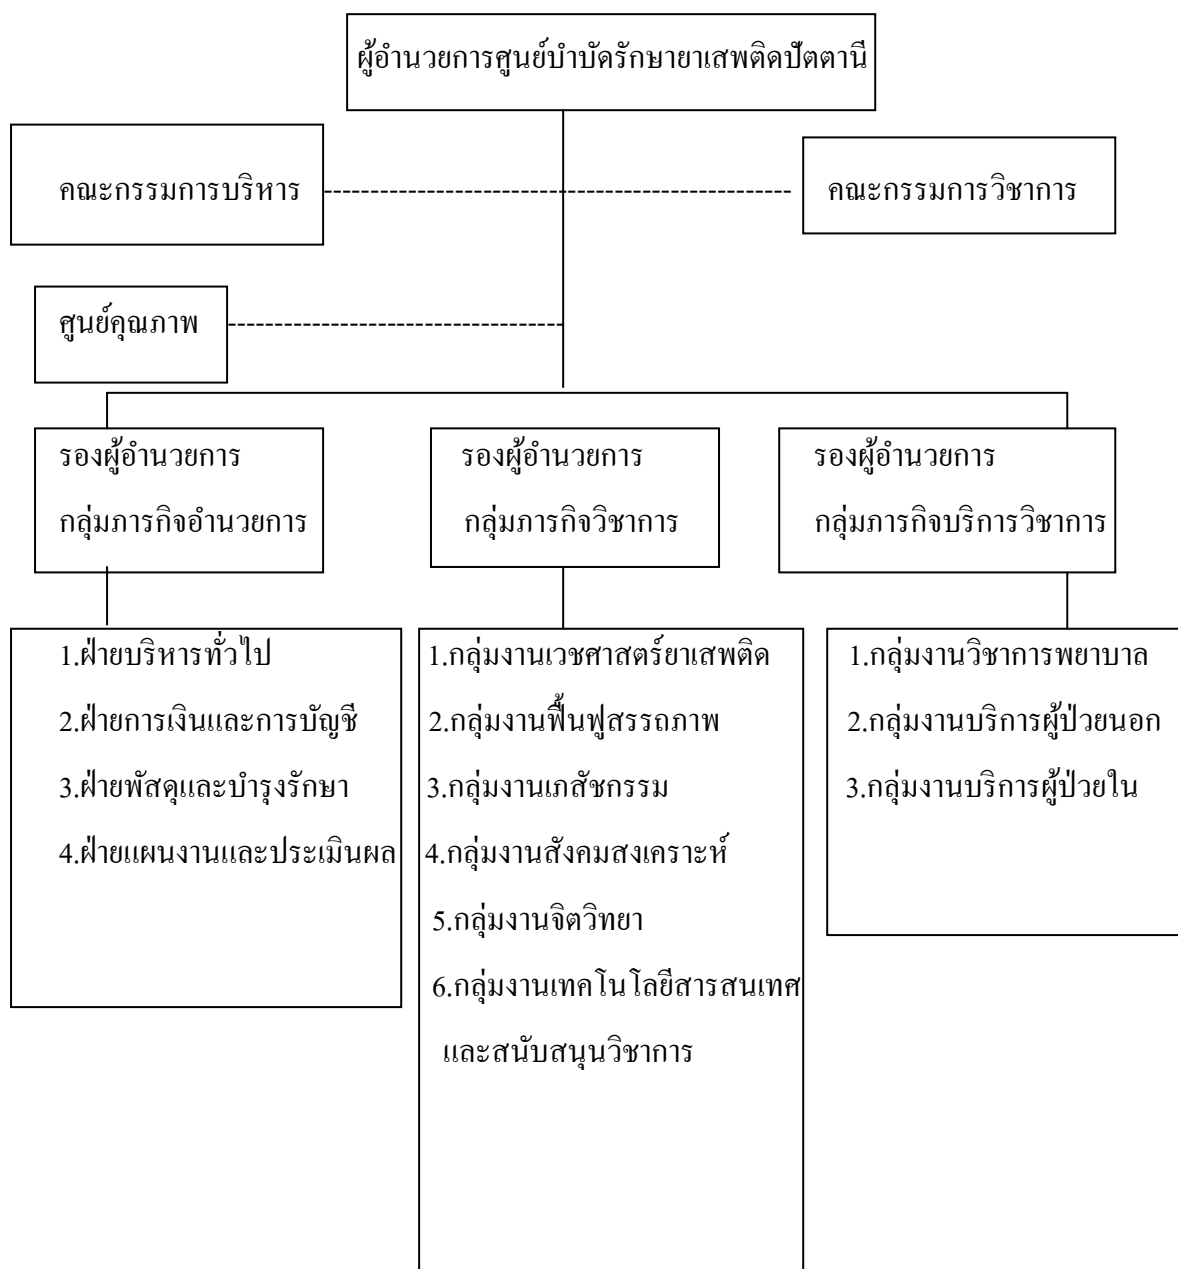 ผู้อำนวยการศูนย์บำบัดรักษายาเสพติดปัตตานี
คณะกรรมการบริหาร
คณะกรรมการวิชาการ
ศูนย์คุณภาพ
รองผู้อำนวยการ
กลุ่มภารกิจอำนวยการ
รองผู้อำนวยการ
กลุ่มภารกิจวิชาการ
รองผู้อำนวยการ
กลุ่มภารกิจบริการวิชาการ
1.ฝ่ายบริหารทั่วไป
2.ฝ่ายการเงินและการบัญชี
3.ฝ่ายพัสดุและบำรุงรักษา
4.ฝ่ายแผนงานและประเมินผล
1.กลุ่มงานเวชศาสตร์ยาเสพติด
2.กลุ่มงานฟื้นฟูสรรถภาพ
3.กลุ่มงานเภสัชกรรม
4.กลุ่มงานสังคมสงเคราะห์
5.กลุ่มงานจิตวิทยา
6.กลุ่มงานเทคโนโลยีสารสนเทศ
และสนับสนุนวิชาการ
1.กลุ่มงานวิชาการพยาบาล
2.กลุ่มงานบริการผู้ป่วยนอก
3.กลุ่มงานบริการผู้ป่วยใน